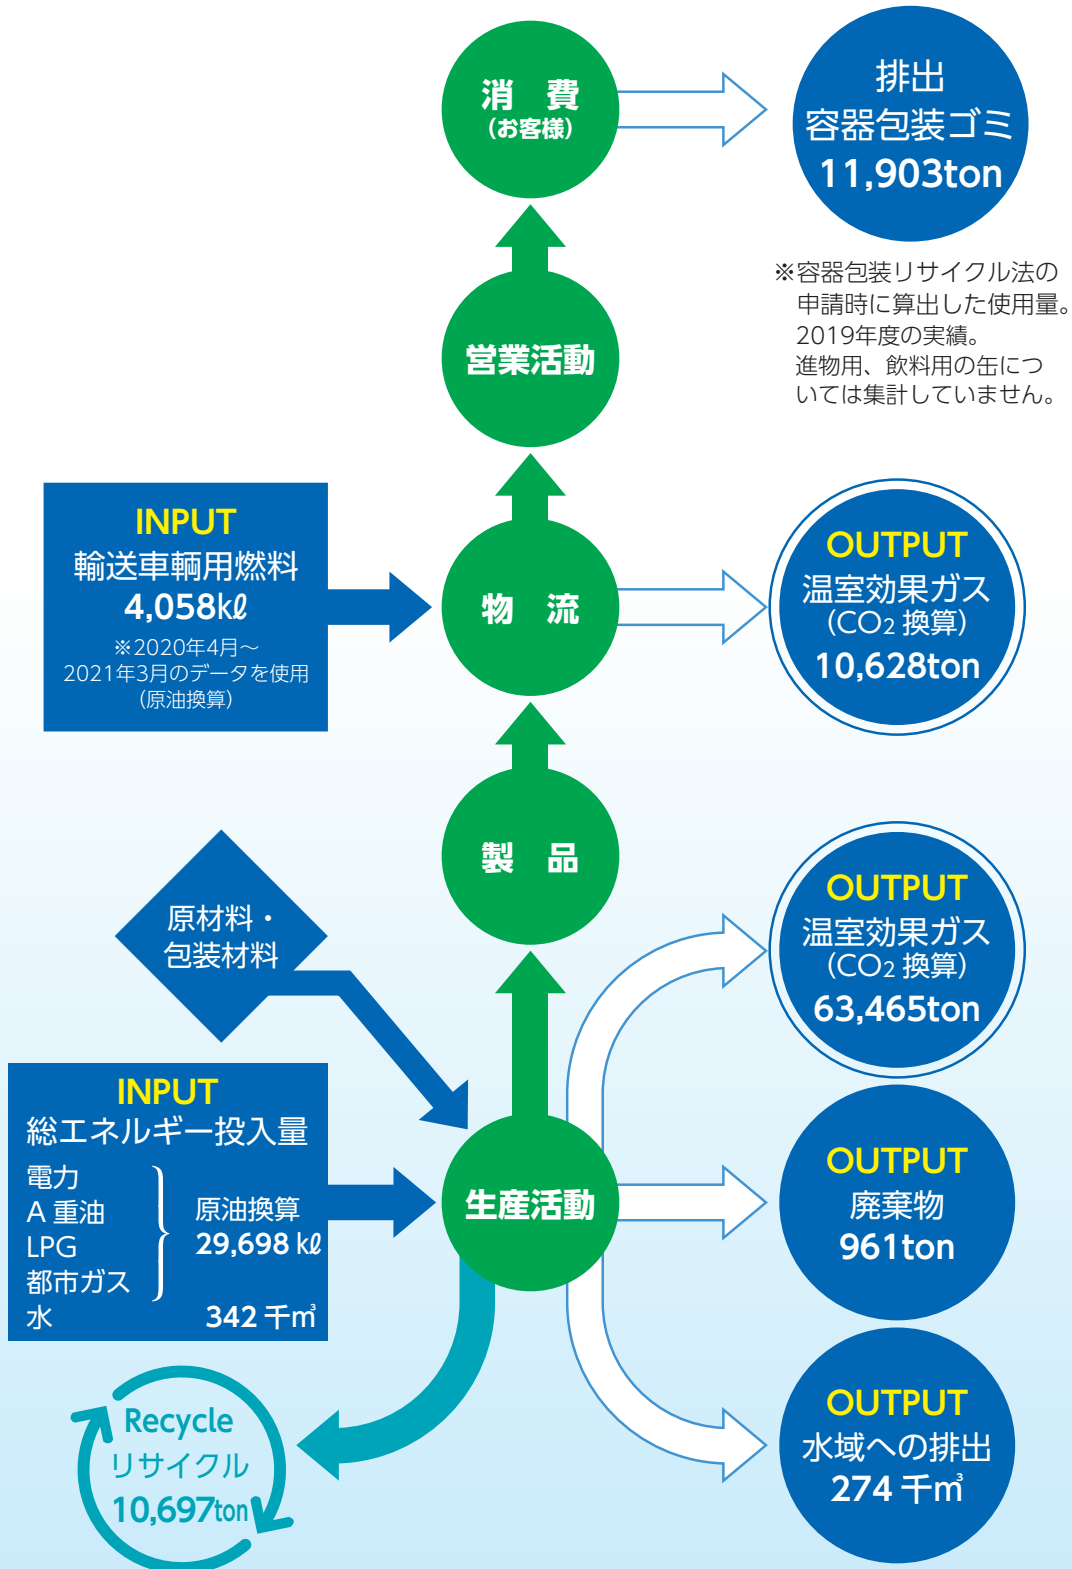 消　費
（お客様）
排出
容器包装ゴミ
11,903ton
※容器包装リサイクル法の
申請時に算出した使用量。
2019年度の実績。
進物用、飲料用の缶につ
いては集計していません。
営業活動
INPUT
輸送車輌用燃料
4,058kℓ
※2020年4月～
2021年3月のデータを使用
（原油換算）
物　流
OUTPUT
温室効果ガス
（CO₂ 換算）
10,628ton
製　品
原材料・
包装材料
OUTPUT
温室効果ガス
（CO₂ 換算）
63,465ton
INPUT
総エネルギー投入量
電力
A 重油
LPG
都市ガス
原油換算
29,698 kℓ
水 342 千㎥
生産活動
OUTPUT
廃棄物
961ton
Recycle
リサイクル
10,697ton
OUTPUT
水域への排出
274 千㎥